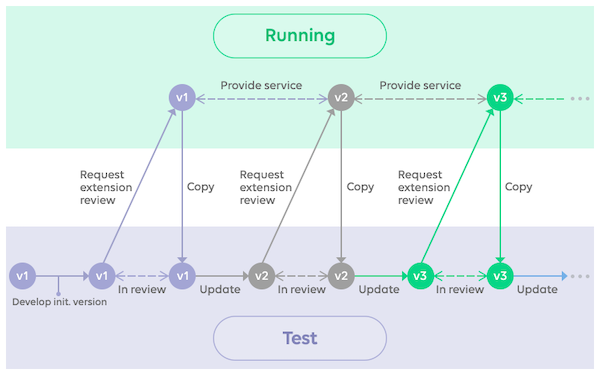 Running
Provide service
Provide service
v1
v2
v3
Request
extension
review
Copy
Request
extension
review
Copy
Request
extension
review
Copy
v1
v1
v1
v2
v2
v3
v3
In review
Update
In review
Update
In review
Update
Develop init. version
Test